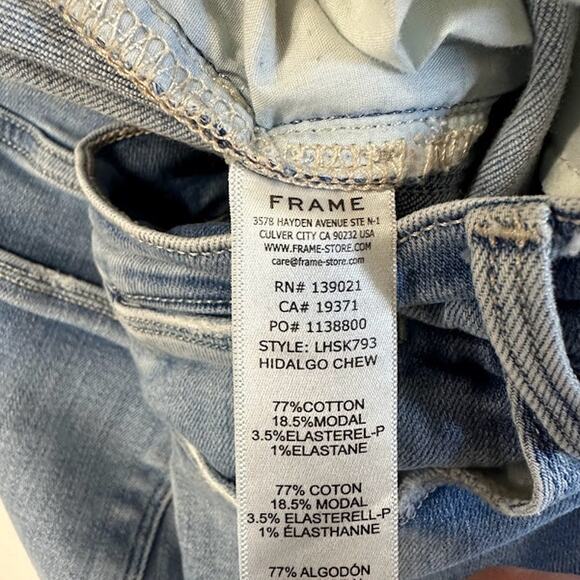 FRAME
3578 HAYDEN AVENUE STE N-1
CULVER CITY CA 90232 USA
WWW.FRAME-STORE.COM
care@frame-store.com
RN# 139021
CA# 19371
PO# 1138800
STYLE: LHSK793
HIDALGO CHEW
77%COTTON
18.5%MODAL
3.5%ELASTEREL-P
1%ELASTANE
77% COTON
18.5% MODAL
3.5% ELASTERELL-P
1% ÉLASTHANNE
77% ALGODÓN